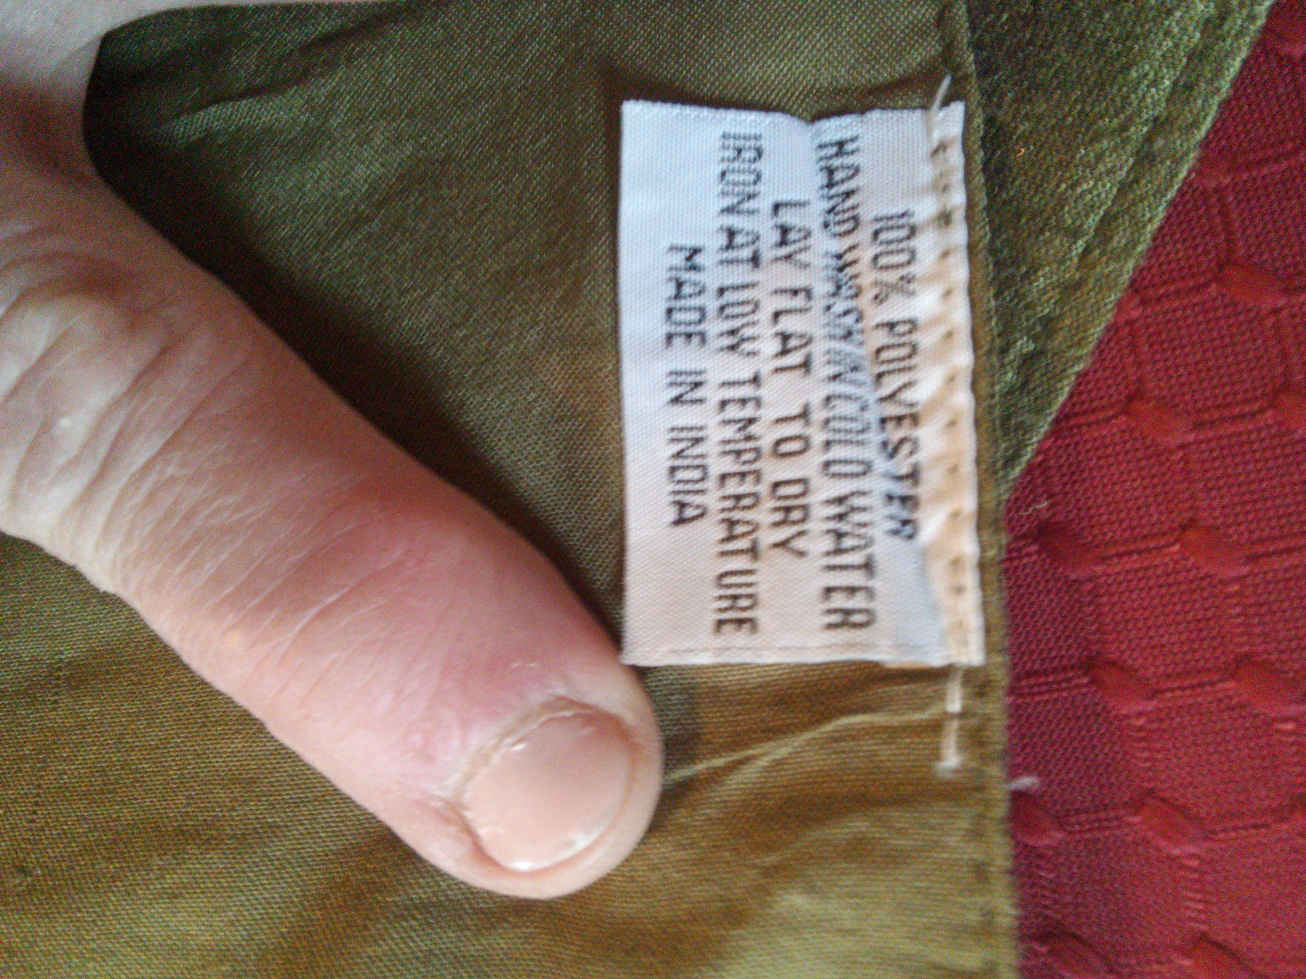 100% POLYESTER
HAND WASH IN COLD WATER
LAY FLAT TO DRY
IRON AT LOW TEMPERATURE
MADE IN INDIA